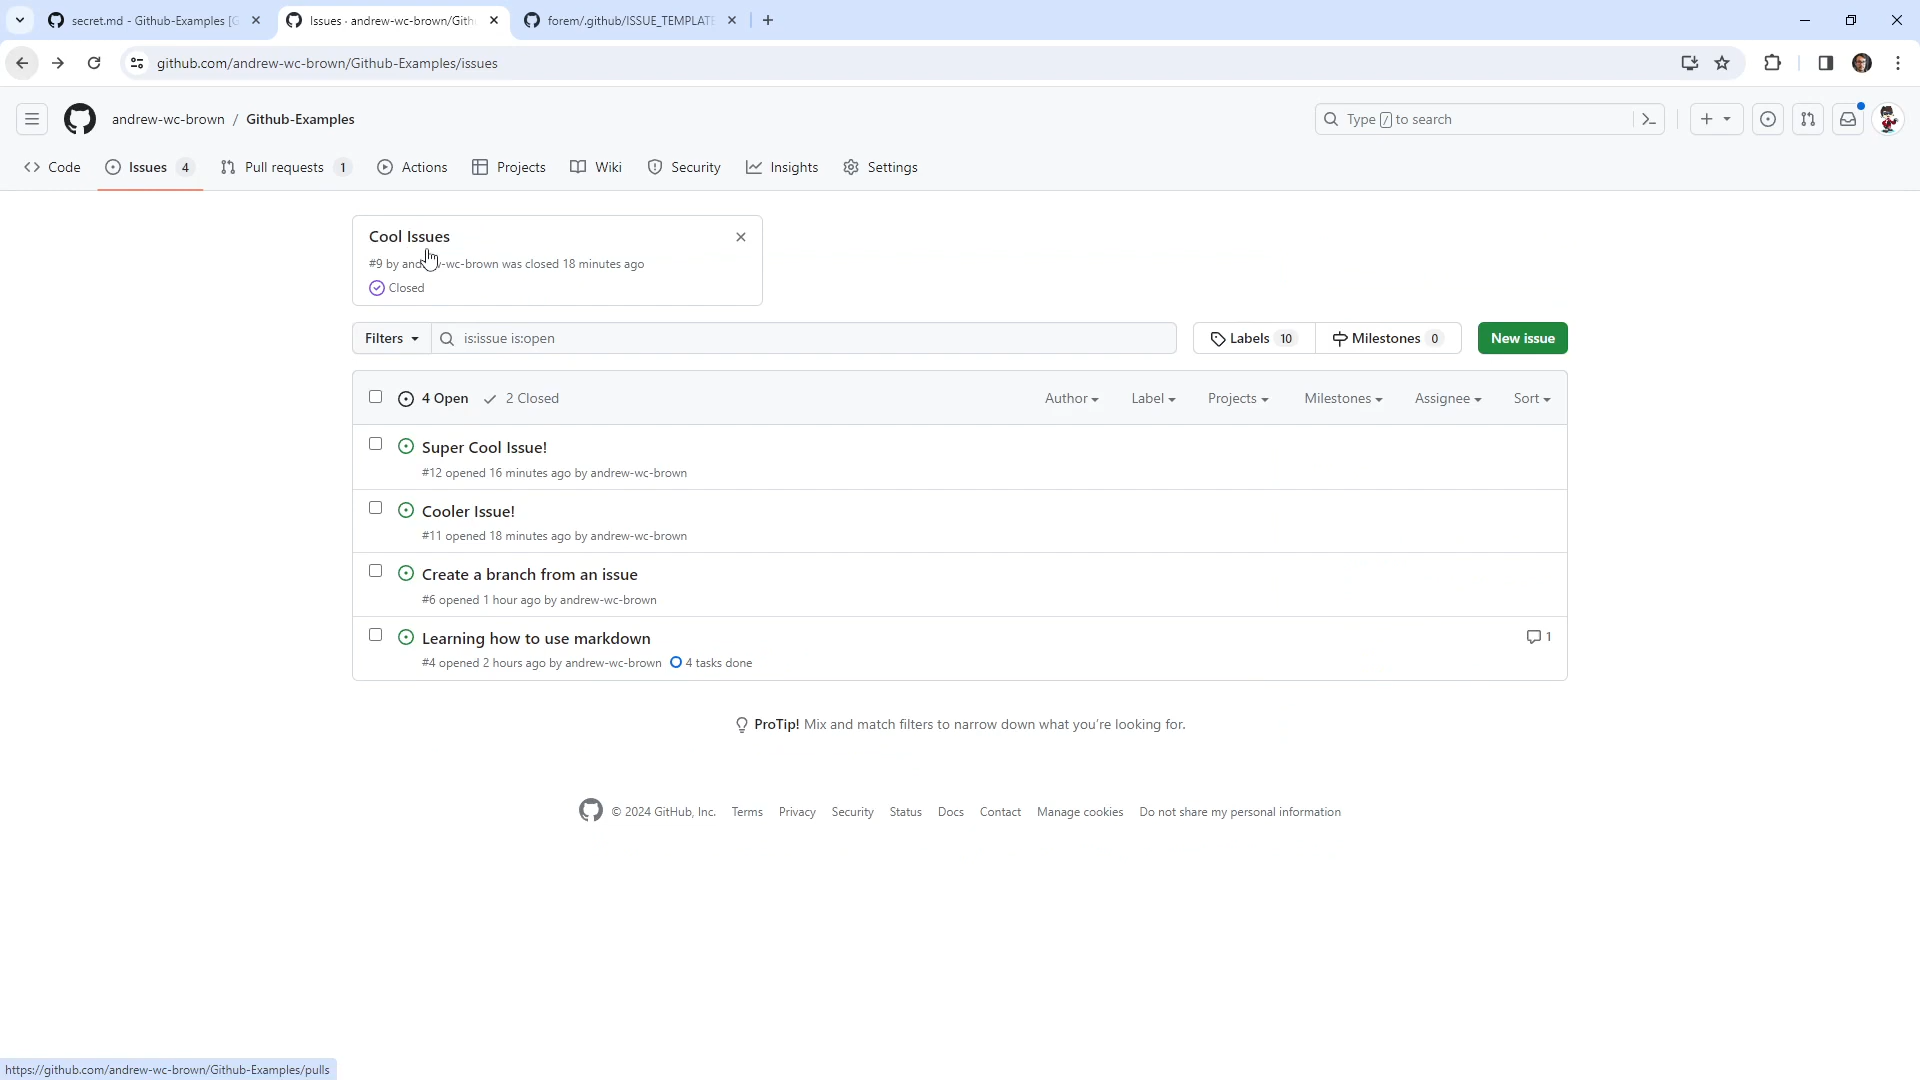 secret.md - Github-Examples [G
Issues · andrew-wc-brown/Gith
forem/.github/ISSUE_TEMPLATE
github.com/andrew-wc-brown/Github-Examples/issues
andrew-wc-brown / Github-Examples
Type / to search
Code
Issues 4
Pull requests 1
Actions
Projects
Wiki
Security
Insights
Settings
Cool Issues
#9 by andrew-wc-brown was closed 18 minutes ago
Closed
Filters
is:issue is:open
Labels 10
Milestones 0
New issue
4 Open
2 Closed
Author
Label
Projects
Milestones
Assignee
Sort
Super Cool Issue!
#12 opened 16 minutes ago by andrew-wc-brown
Cooler Issue!
#11 opened 18 minutes ago by andrew-wc-brown
Create a branch from an issue
#6 opened 1 hour ago by andrew-wc-brown
Learning how to use markdown
1
#4 opened 2 hours ago by andrew-wc-brown
4 tasks done
ProTip! Mix and match filters to narrow down what you're looking for.
© 2024 GitHub, Inc.
Terms
Privacy
Security
Status
Docs
Contact
Manage cookies
Do not share my personal information
https://github.com/andrew-wc-brown/Github-Examples/pulls